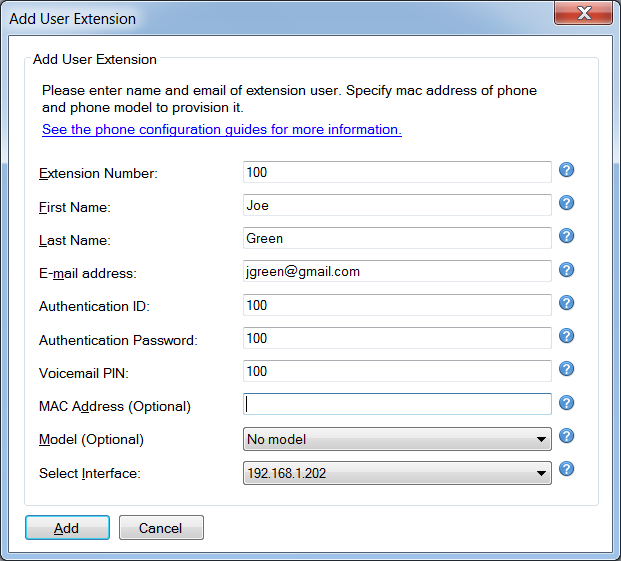 Add User Extension
Add User Extension
Please enter name and email of extension user. Specify mac address of phone
and phone model to provision it.
See the phone configuration guides for more information.
Extension Number: 100
First Name: Joe
Last Name: Green
E-mail address: jgreen@gmail.com
Authentication ID: 100
Authentication Password: 100
Voicemail PIN: 100
MAC Address (Optional)
Model (Optional) No model
Select Interface: 192.168.1.202
Add Cancel